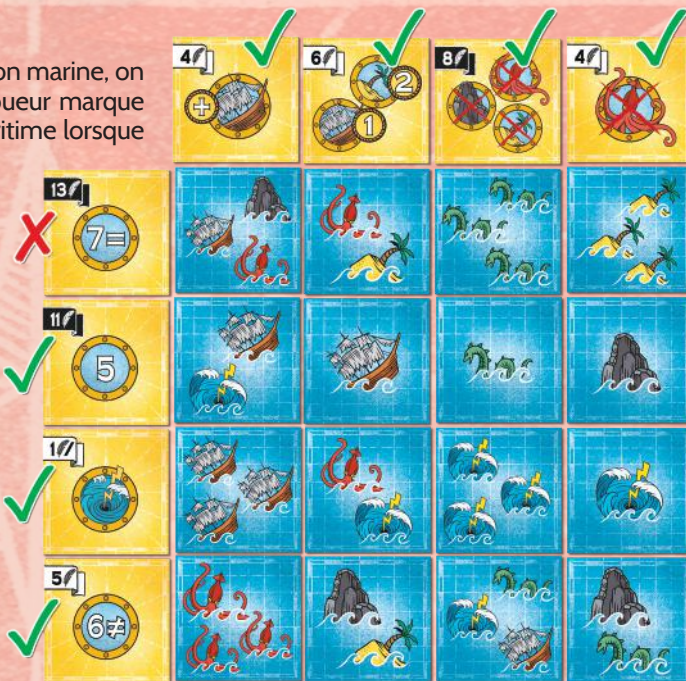 on marine, on
oueur marque
ritime lorsque
4 6 8 4
+ 1 2
13
7=
11
5
1
5
6≠